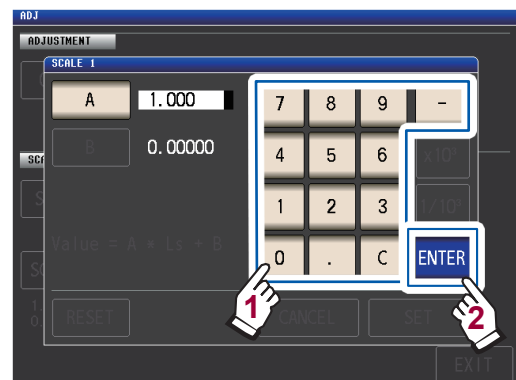 ADJ
ADJUSTMENT
SCALE 1
A 1.000
B 0.00000
7 8 9 -
4 5 6 x10³
1 2 3 1/10³
0 . C ENTER
Value = A × Ls + B
1 2
RESET CANCEL SET
EXIT